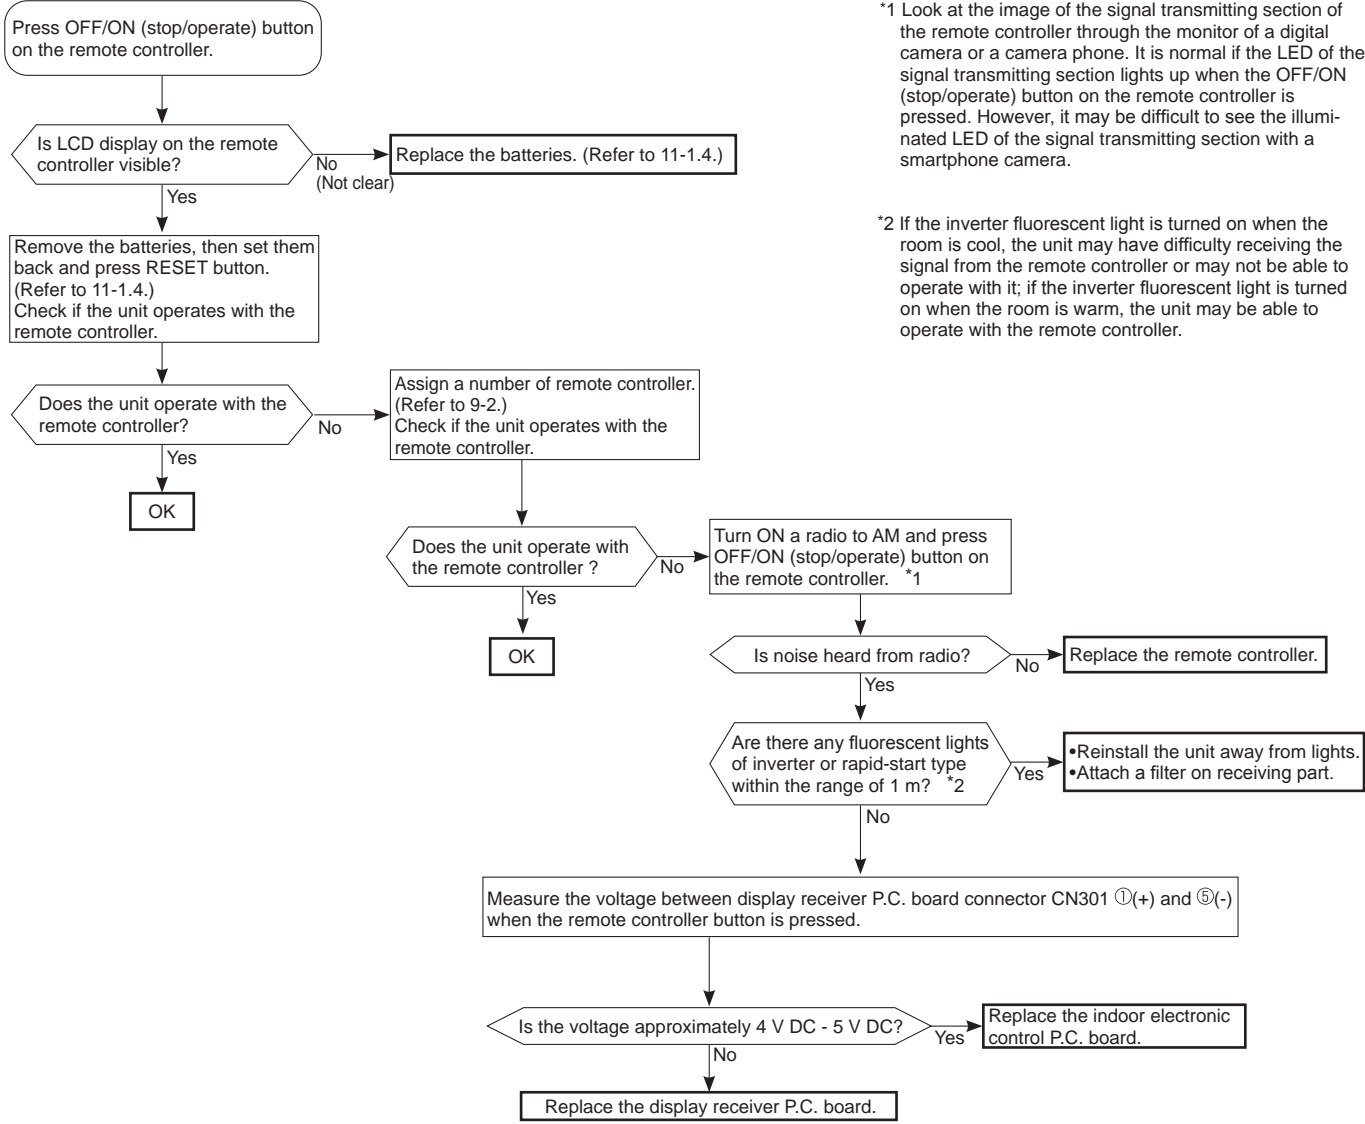 Press OFF/ON (stop/operate) button
on the remote controller.
Is LCD display on the remote
controller visible?
No
(Not clear)
Replace the batteries. (Refer to 11-1.4.)
Yes
Remove the batteries, then set them
back and press RESET button.
(Refer to 11-1.4.)
Check if the unit operates with the
remote controller.
Does the unit operate with the
remote controller?
No
Yes
OK
Assign a number of remote controller.
(Refer to 9-2.)
Check if the unit operates with the
remote controller.
Does the unit operate with
the remote controller ?
No
Yes
OK
Turn ON a radio to AM and press
OFF/ON (stop/operate) button on
the remote controller. *1
Is noise heard from radio?
No
Replace the remote controller.
Yes
Are there any fluorescent lights
of inverter or rapid-start type
within the range of 1 m? *2
Yes
•Reinstall the unit away from lights.
•Attach a filter on receiving part.
No
Measure the voltage between display receiver P.C. board connector CN301 ①(+) and ⑤(-)
when the remote controller button is pressed.
Is the voltage approximately 4 V DC - 5 V DC?
Yes
Replace the indoor electronic
control P.C. board.
No
Replace the display receiver P.C. board.
*1 Look at the image of the signal transmitting section of
the remote controller through the monitor of a digital
camera or a camera phone. It is normal if the LED of the
signal transmitting section lights up when the OFF/ON
(stop/operate) button on the remote controller is
pressed. However, it may be difficult to see the illumi-
nated LED of the signal transmitting section with a
smartphone camera.
*2 If the inverter fluorescent light is turned on when the
room is cool, the unit may have difficulty receiving the
signal from the remote controller or may not be able to
operate with it; if the inverter fluorescent light is turned
on when the room is warm, the unit may be able to
operate with the remote controller.